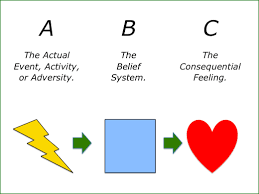 A B C
The Actual The The
Event, Activity, Belief Consequential
or Adversity. System. Feeling.